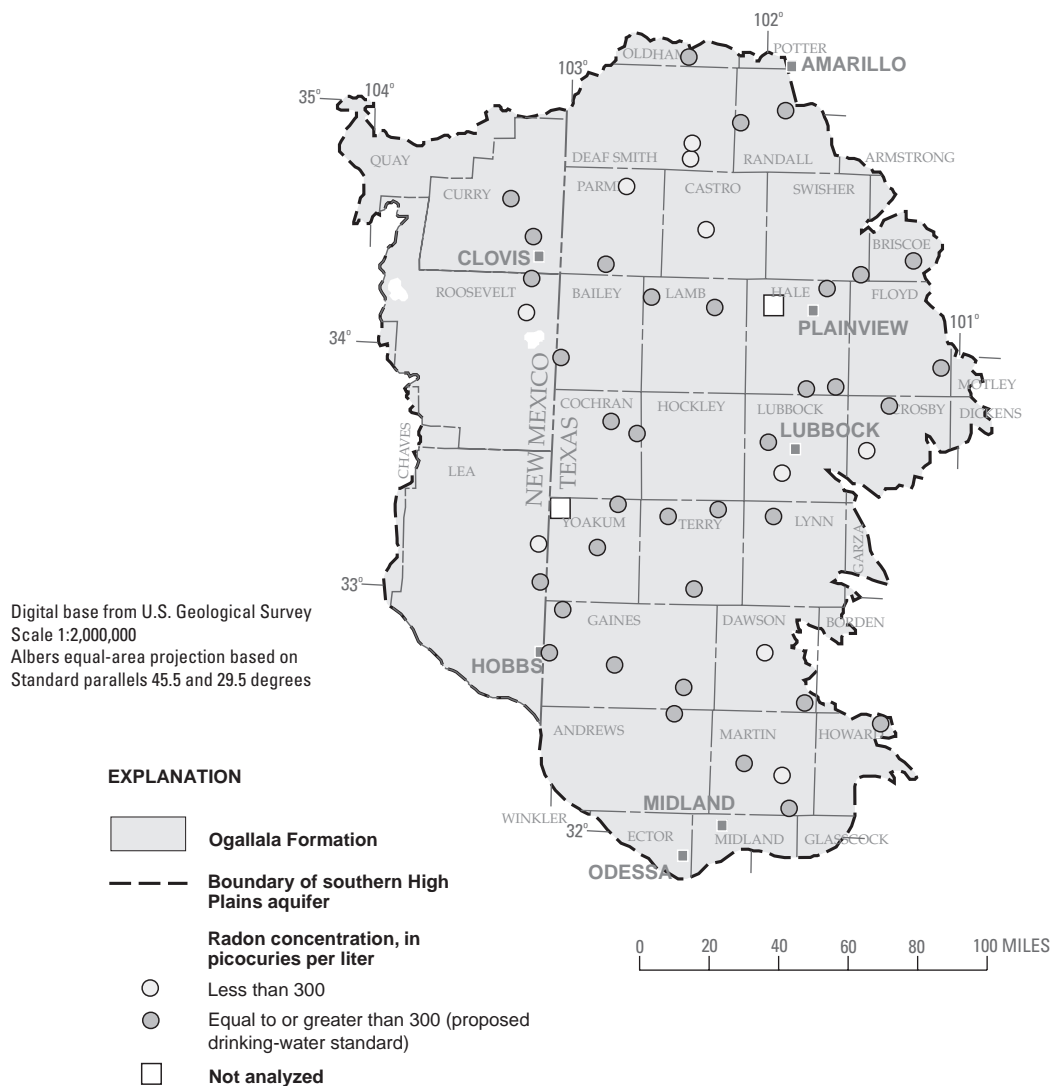 102°
OLDHAM
POTTER
AMARILLO
103°
35°
104°
QUAY
DEAF SMITH
RANDALL
ARMSTRONG
CURRY
PARM
CASTRO
SWISHER
BRISCOE
CLOVIS
ROOSEVELT
BAILEY
LAMB
HALE
FLOYD
PLAINVIEW
34°
101°
MOTLEY
COCHRAN
HOCKLEY
LUBBOCK
CROSBY
DICKENS
LUBBOCK
NEW MEXICO
TEXAS
CHAVES
LEA
YOAKUM
TERRY
LYNN
GARZA
33°
GAINES
DAWSON
BORDEN
HOBBS
ANDREWS
MARTIN
HOWARD
WINKLER
MIDLAND
32°
ECTOR
MIDLAND
GLASSCOCK
ODESSA
Digital base from U.S. Geological Survey
Scale 1:2,000,000
Albers equal-area projection based on
Standard parallels 45.5 and 29.5 degrees
EXPLANATION
Ogallala Formation
Boundary of southern High
Plains aquifer
Radon concentration, in
picocuries per liter
Less than 300
Equal to or greater than 300 (proposed
drinking-water standard)
Not analyzed
0 20 40 60 80 100 MILES